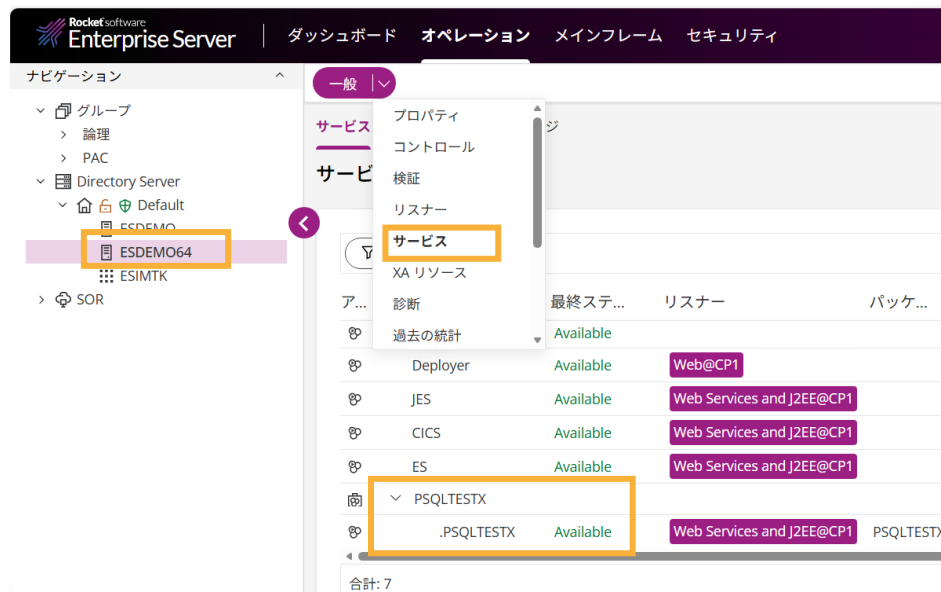 Rocket software
Enterprise Server
ダッシュボード オペレーション メインフレーム セキュリティ
ナビゲーション
グループ
論理
PAC
Directory Server
Default
ESDEMO
ESDEMO64
ESIMTK
SOR
一般
プロパティ
コントロール
検証
リスナー
サービス
XA リソース
診断
過去の統計
サービス ジ
サービ
ア... 最終ステ... リスナー パッケ...
Available
Deployer Available Web@CP1
JES Available Web Services and J2EE@CP1
CICS Available Web Services and J2EE@CP1
ES Available Web Services and J2EE@CP1
PSQLTESTX
.PSQLTESTX Available Web Services and J2EE@CP1 PSQLTESTX
合計: 7